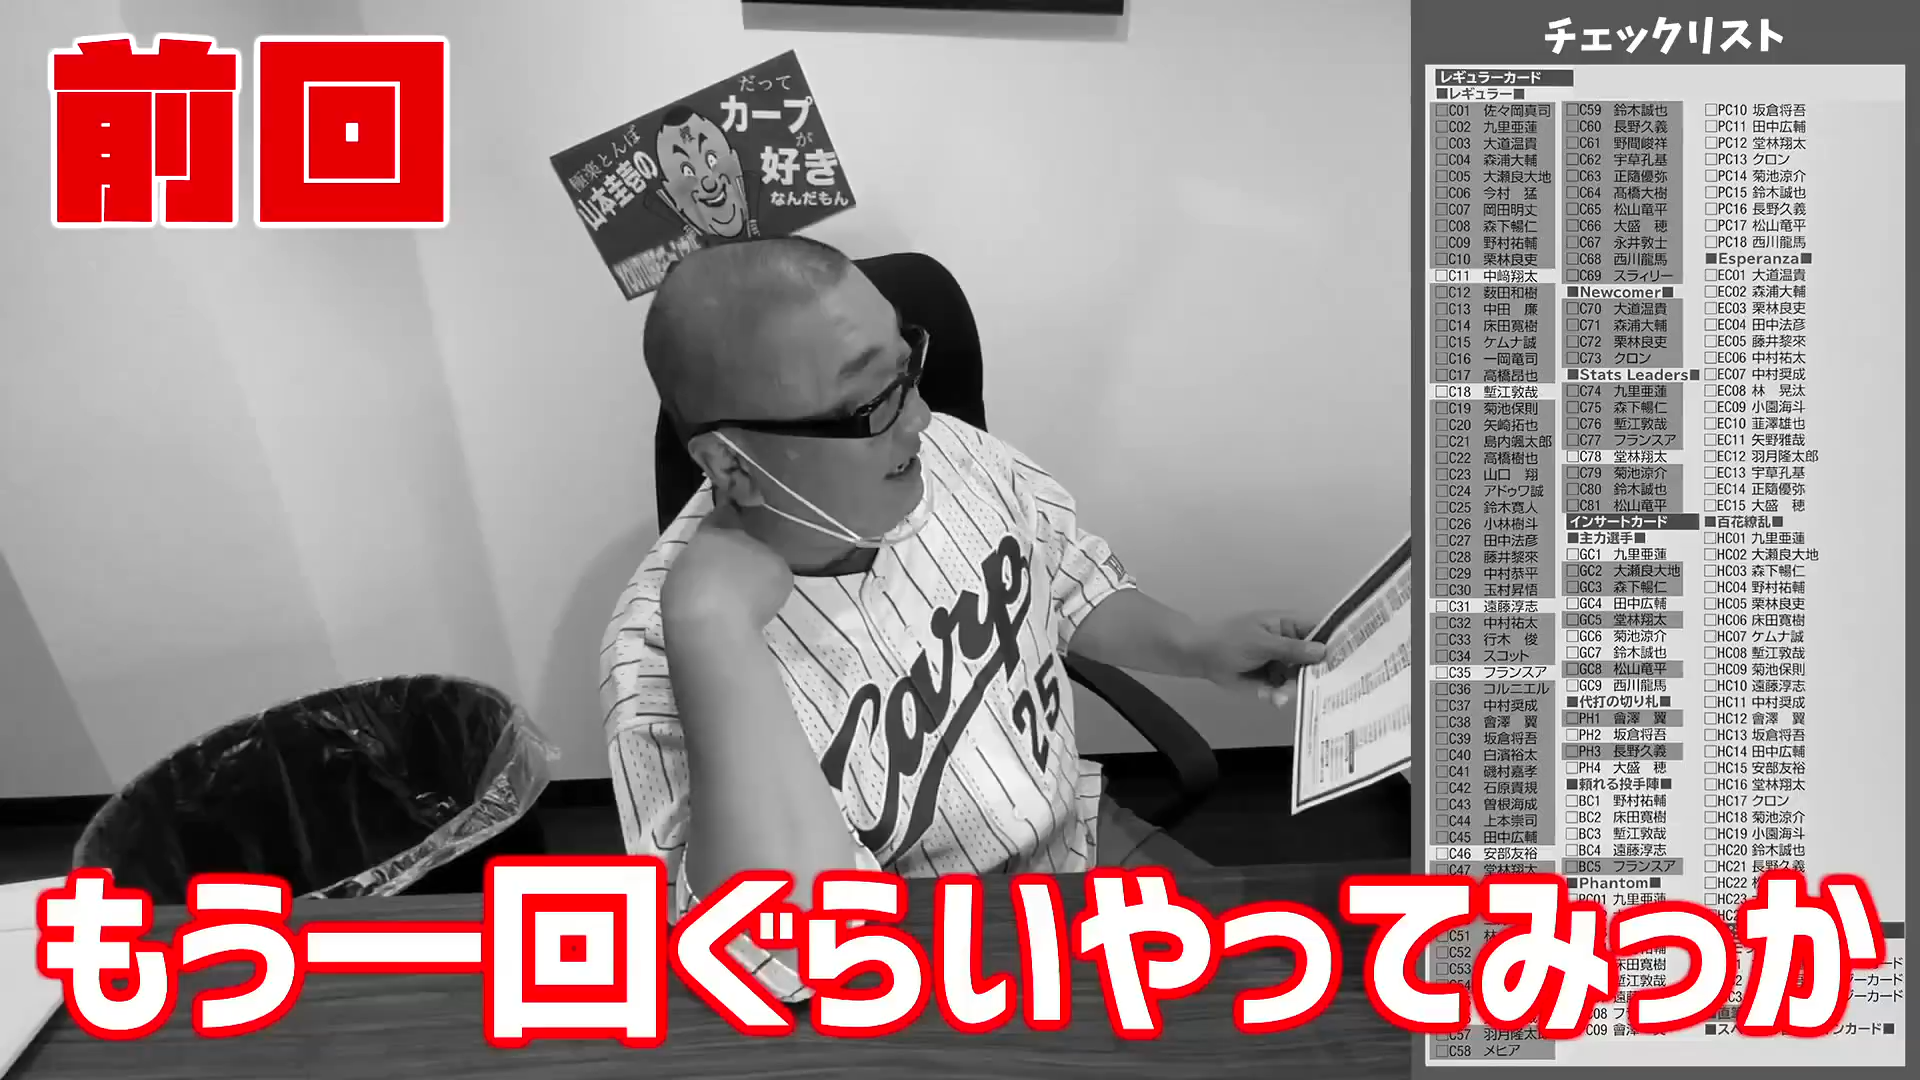 前回
だって
カープ
が
好き
なんだもん
極楽とんぼ
山本圭壱の
Carp
25
チェックリスト
レギュラーカード
■レギュラー■
□C01 佐々岡真司
□C02 九里亜蓮
□C03 大道温貴
□C04 森浦大輔
□C05 大瀬良大地
□C06 今村 猛
□C07 岡田明丈
□C08 森下暢仁
□C09 野村祐輔
□C10 栗林良吏
□C11 中﨑翔太
□C12 薮田和樹
□C13 中田 廉
□C14 床田寛樹
□C15 ケムナ誠
□C16 一岡竜司
□C17 高橋昂也
□C18 塹江敦哉
□C19 菊池保則
□C20 矢崎拓也
□C21 島内颯太郎
□C22 高橋樹也
□C23 山口 翔
□C24 アドゥワ誠
□C25 鈴木寛人
□C26 小林樹斗
□C27 田中法彦
□C28 藤井黎來
□C29 中村恭平
□C30 玉村昇悟
□C31 遠藤淳志
□C32 中村祐太
□C33 行木 俊
□C34 スコット
□C35 フランスア
□C36 コルニエル
□C37 中村奨成
□C38 會澤 翼
□C39 坂倉将吾
□C40 白濱裕太
□C41 磯村嘉孝
□C42 石原貴規
□C43 曽根海成
□C44 上本崇司
□C45 田中広輔
□C46 安部友裕
□C47 堂林翔太
□C51 林
□C52
□C53
□C57 羽月隆太郎
□C58 メヒア
□C59 鈴木誠也
□C60 長野久義
□C61 野間峻祥
□C62 宇草孔基
□C63 正隨優弥
□C64 髙橋大樹
□C65 松山竜平
□C66 大盛 穂
□C67 永井敦士
□C68 西川龍馬
□C69 スラィリー
■Newcomer■
□C70 大道温貴
□C71 森浦大輔
□C72 栗林良吏
□C73 クロン
■Stats Leaders■
□C74 九里亜蓮
□C75 森下暢仁
□C76 塹江敦哉
□C77 フランスア
□C78 堂林翔太
□C79 菊池涼介
□C80 鈴木誠也
□C81 松山竜平
インサートカード
■主力選手■
□GC1 九里亜蓮
□GC2 大瀬良大地
□GC3 森下暢仁
□GC4 田中広輔
□GC5 堂林翔太
□GC6 菊池涼介
□GC7 鈴木誠也
□GC8 松山竜平
□GC9 西川龍馬
■代打の切り札■
□PH1 會澤 翼
□PH2 坂倉将吾
□PH3 長野久義
□PH4 大盛 穂
■頼れる投手陣■
□BC1 野村祐輔
□BC2 床田寛樹
□BC3 塹江敦哉
□BC4 遠藤淳志
□BC5 フランスア
■Phantom■
□PC01 九里亜蓮
床田寛樹
塹江敦哉
□PC10 坂倉将吾
□PC11 田中広輔
□PC12 堂林翔太
□PC13 クロン
□PC14 菊池涼介
□PC15 鈴木誠也
□PC16 長野久義
□PC17 松山竜平
□PC18 西川龍馬
■Esperanza■
□EC01 大道温貴
□EC02 森浦大輔
□EC03 栗林良吏
□EC04 田中法彦
□EC05 藤井黎來
□EC06 中村祐太
□EC07 中村奨成
□EC08 林 晃汰
□EC09 小園海斗
□EC10 韮澤雄也
□EC11 矢野雅哉
□EC12 羽月隆太郎
□EC13 宇草孔基
□EC14 正隨優弥
□EC15 大盛 穂
■百花繚乱■
□HC01 九里亜蓮
□HC02 大瀬良大地
□HC03 森下暢仁
□HC04 野村祐輔
□HC05 栗林良吏
□HC06 床田寛樹
□HC07 ケムナ誠
□HC08 塹江敦哉
□HC09 菊池保則
□HC10 遠藤淳志
□HC11 中村奨成
□HC12 會澤 翼
□HC13 坂倉将吾
□HC14 田中広輔
□HC15 安部友裕
□HC16 堂林翔太
□HC17 クロン
□HC18 菊池涼介
□HC19 小園海斗
□HC20 鈴木誠也
□HC21 長野久義
□HC22
□HC23
もう一回ぐらいやってみっか